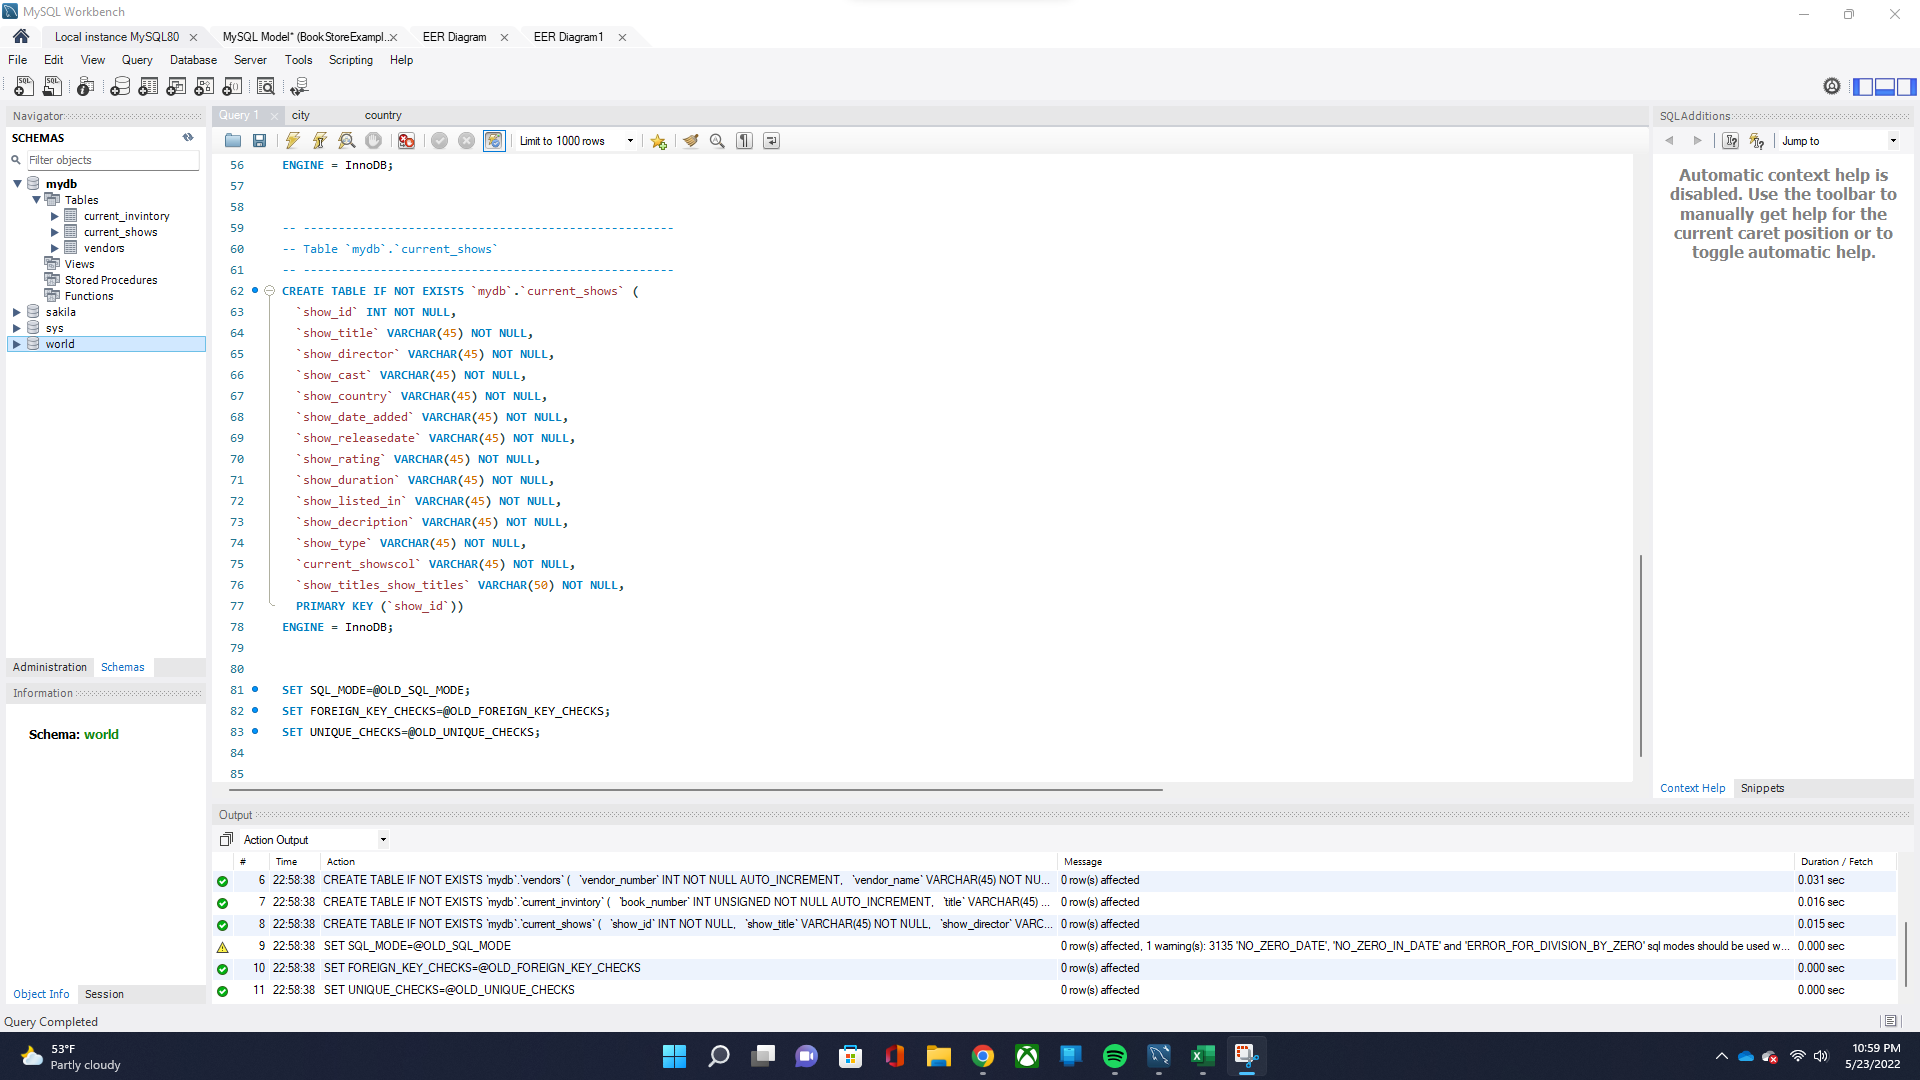 MySQL Workbench
Local instance MySQL80
MySQL Model* (BookStoreExampl...
EER Diagram
EER Diagram1
File Edit View Query Database Server Tools Scripting Help
Navigator
SCHEMAS
Filter objects
mydb
Tables
current_invintory
current_shows
vendors
Views
Stored Procedures
Functions
sakila
sys
world
Administration Schemas
Information
Schema: world
Object Info Session
Query 1 city country
Limit to 1000 rows
56 ENGINE = InnoDB;
57
58
59 -- -----------------------------------------------------
60 -- Table `mydb`.`current_shows`
61 -- -----------------------------------------------------
62 CREATE TABLE IF NOT EXISTS `mydb`.`current_shows` (
63 `show_id` INT NOT NULL,
64 `show_title` VARCHAR(45) NOT NULL,
65 `show_director` VARCHAR(45) NOT NULL,
66 `show_cast` VARCHAR(45) NOT NULL,
67 `show_country` VARCHAR(45) NOT NULL,
68 `show_date_added` VARCHAR(45) NOT NULL,
69 `show_releasedate` VARCHAR(45) NOT NULL,
70 `show_rating` VARCHAR(45) NOT NULL,
71 `show_duration` VARCHAR(45) NOT NULL,
72 `show_listed_in` VARCHAR(45) NOT NULL,
73 `show_decription` VARCHAR(45) NOT NULL,
74 `show_type` VARCHAR(45) NOT NULL,
75 `current_showscol` VARCHAR(45) NOT NULL,
76 `show_titles_show_titles` VARCHAR(50) NOT NULL,
77 PRIMARY KEY (`show_id`))
78 ENGINE = InnoDB;
79
80
81 SET SQL_MODE=@OLD_SQL_MODE;
82 SET FOREIGN_KEY_CHECKS=@OLD_FOREIGN_KEY_CHECKS;
83 SET UNIQUE_CHECKS=@OLD_UNIQUE_CHECKS;
84
85
SQLAdditions
Jump to
Automatic context help is
disabled. Use the toolbar to
manually get help for the
current caret position or to
toggle automatic help.
Context Help Snippets
Output
Action Output
# Time Action Message Duration / Fetch
6 22:58:38 CREATE TABLE IF NOT EXISTS `mydb`.`vendors` ( `vendor_number` INT NOT NULL AUTO_INCREMENT, `vendor_name` VARCHAR(45) NOT NU... 0 row(s) affected 0.031 sec
7 22:58:38 CREATE TABLE IF NOT EXISTS `mydb`.`current_invintory` ( `book_number` INT UNSIGNED NOT NULL AUTO_INCREMENT, `title` VARCHAR(45) ... 0 row(s) affected 0.016 sec
8 22:58:38 CREATE TABLE IF NOT EXISTS `mydb`.`current_shows` ( `show_id` INT NOT NULL, `show_title` VARCHAR(45) NOT NULL, `show_director` VARC... 0 row(s) affected 0.015 sec
9 22:58:38 SET SQL_MODE=@OLD_SQL_MODE 0 row(s) affected, 1 warning(s): 3135 'NO_ZERO_DATE', 'NO_ZERO_IN_DATE' and 'ERROR_FOR_DIVISION_BY_ZERO' sql modes should be used w... 0.000 sec
10 22:58:38 SET FOREIGN_KEY_CHECKS=@OLD_FOREIGN_KEY_CHECKS 0 row(s) affected 0.000 sec
11 22:58:38 SET UNIQUE_CHECKS=@OLD_UNIQUE_CHECKS 0 row(s) affected 0.000 sec
Query Completed
53°F
Partly cloudy
10:59 PM
5/23/2022